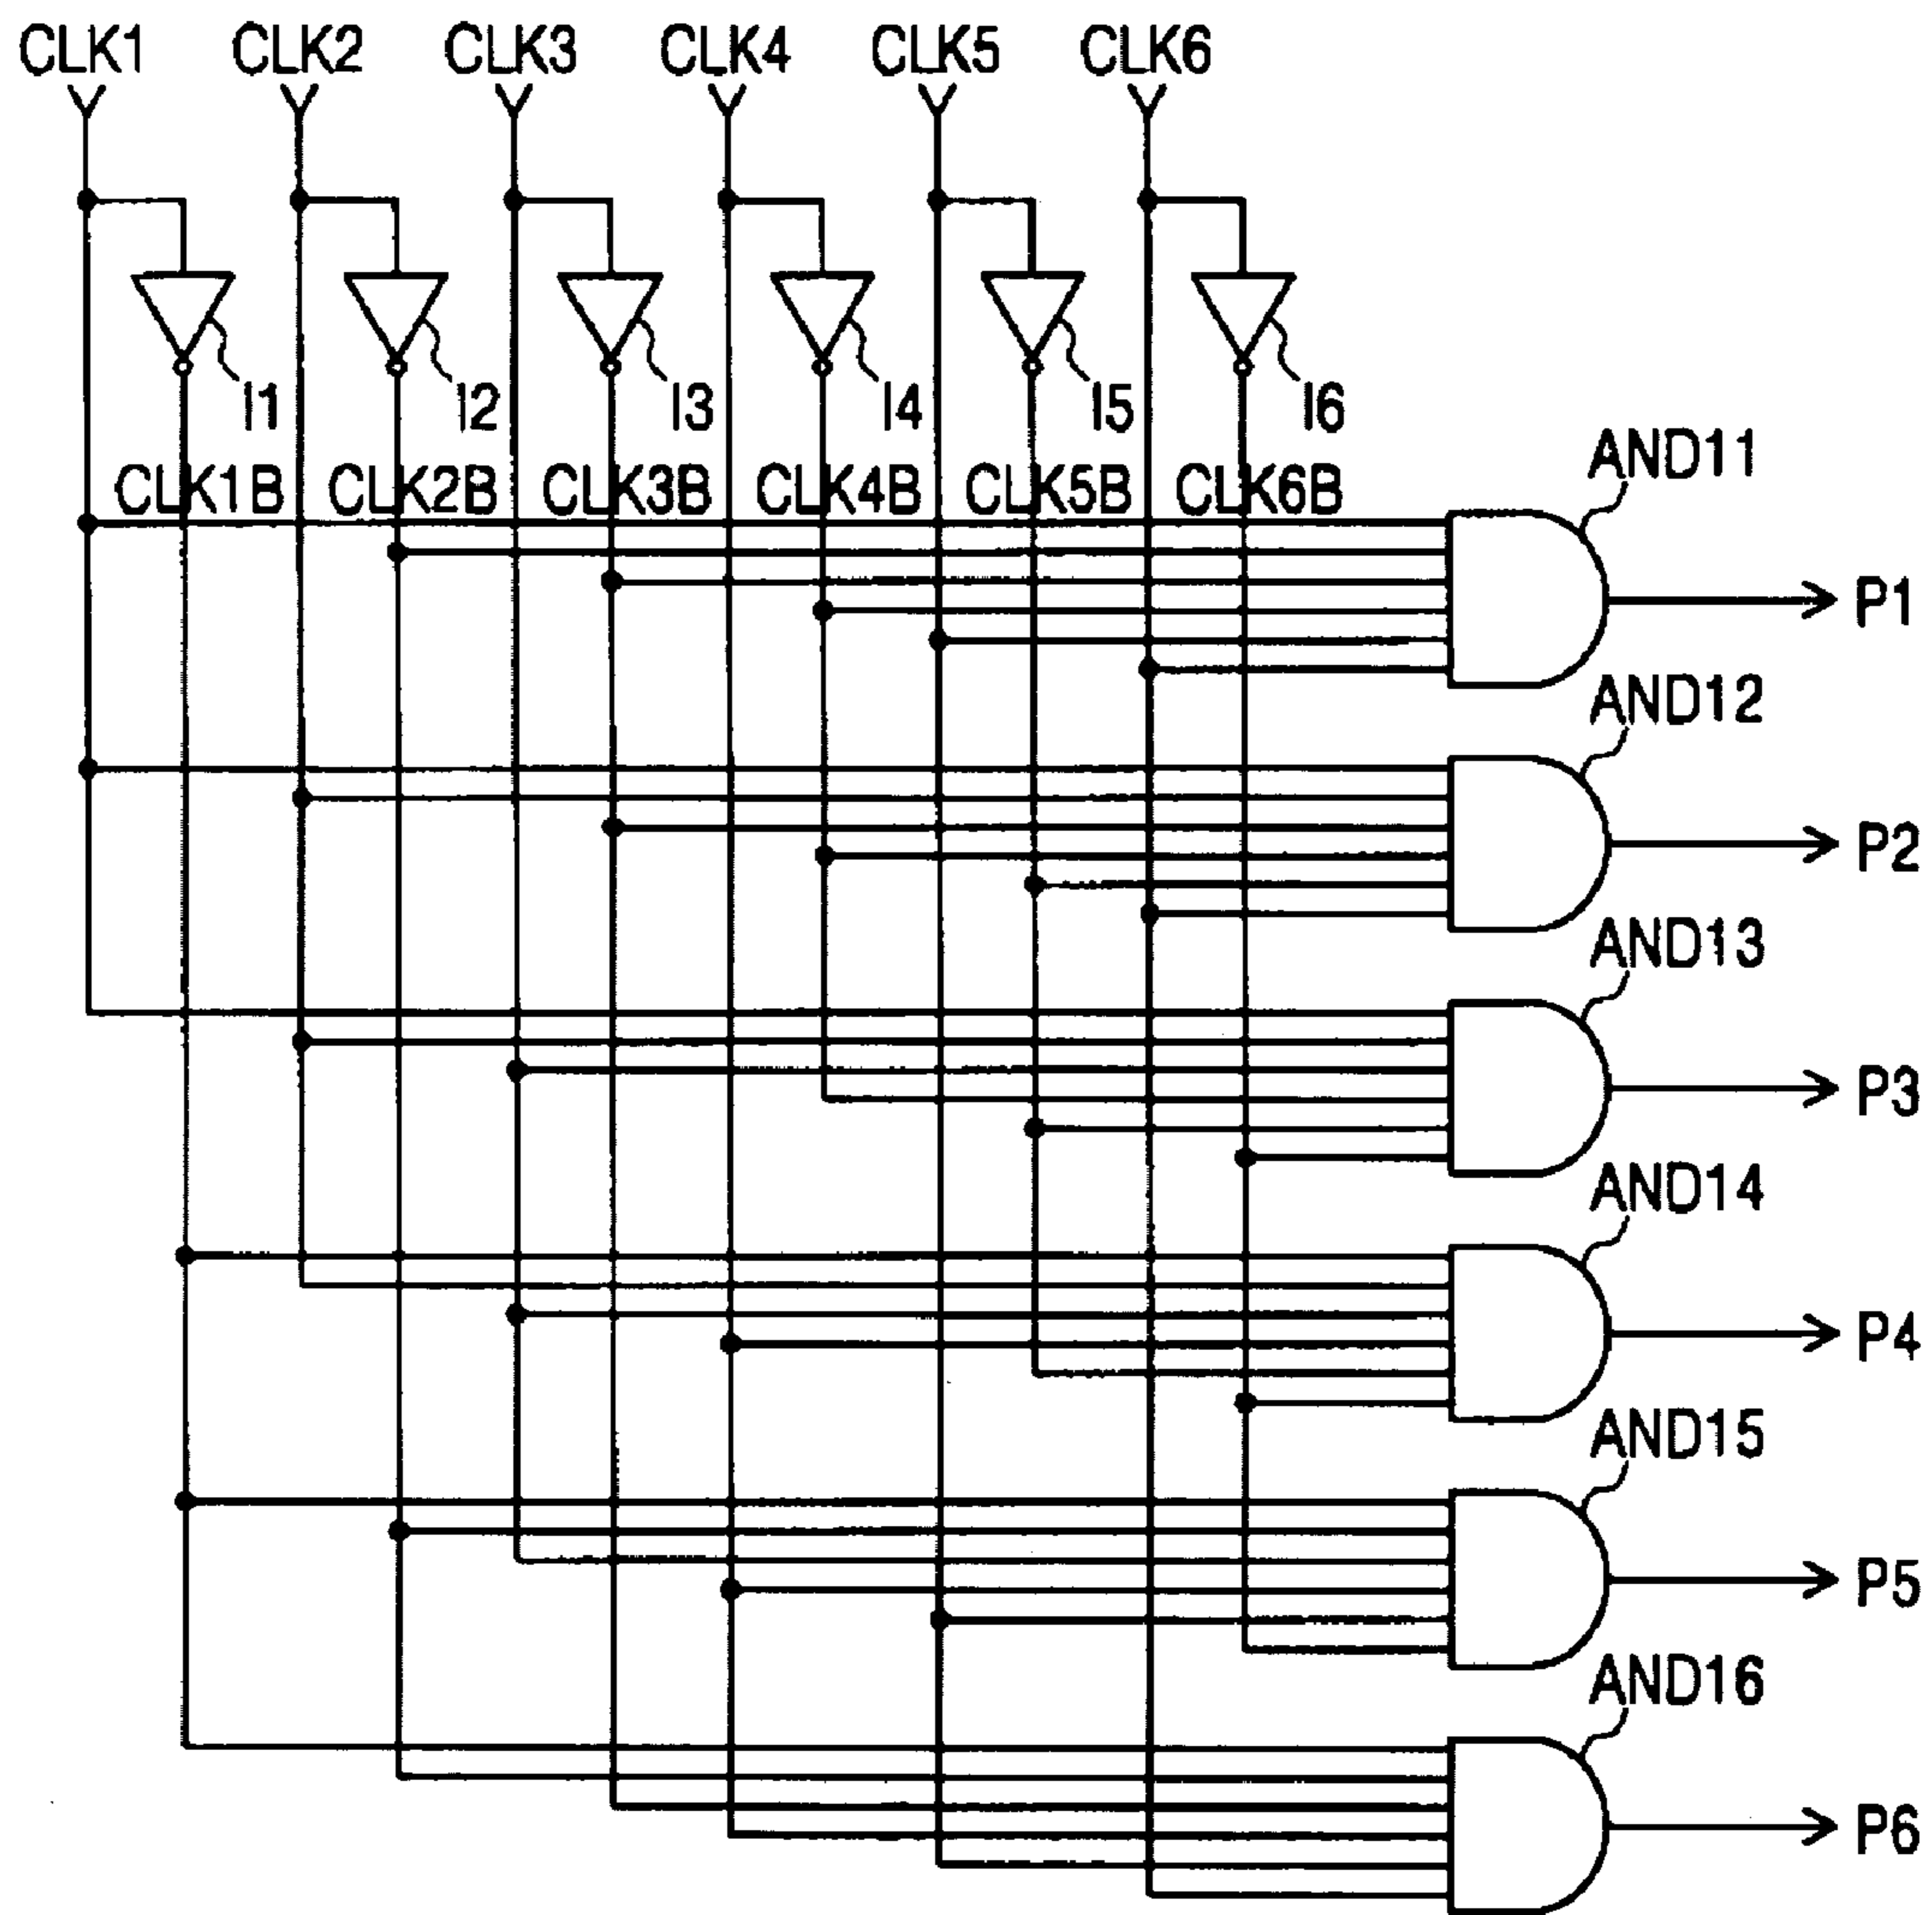 CLK1 CLK2 CLK3 CLK4 CLK5 CLK6
I1 I2 I3 I4 I5 I6
AND11
CLK1B CLK2B CLK3B CLK4B CLK5B CLK6B
P1
AND12
P2
AND13
P3
AND14
P4
AND15
P5
AND16
P6